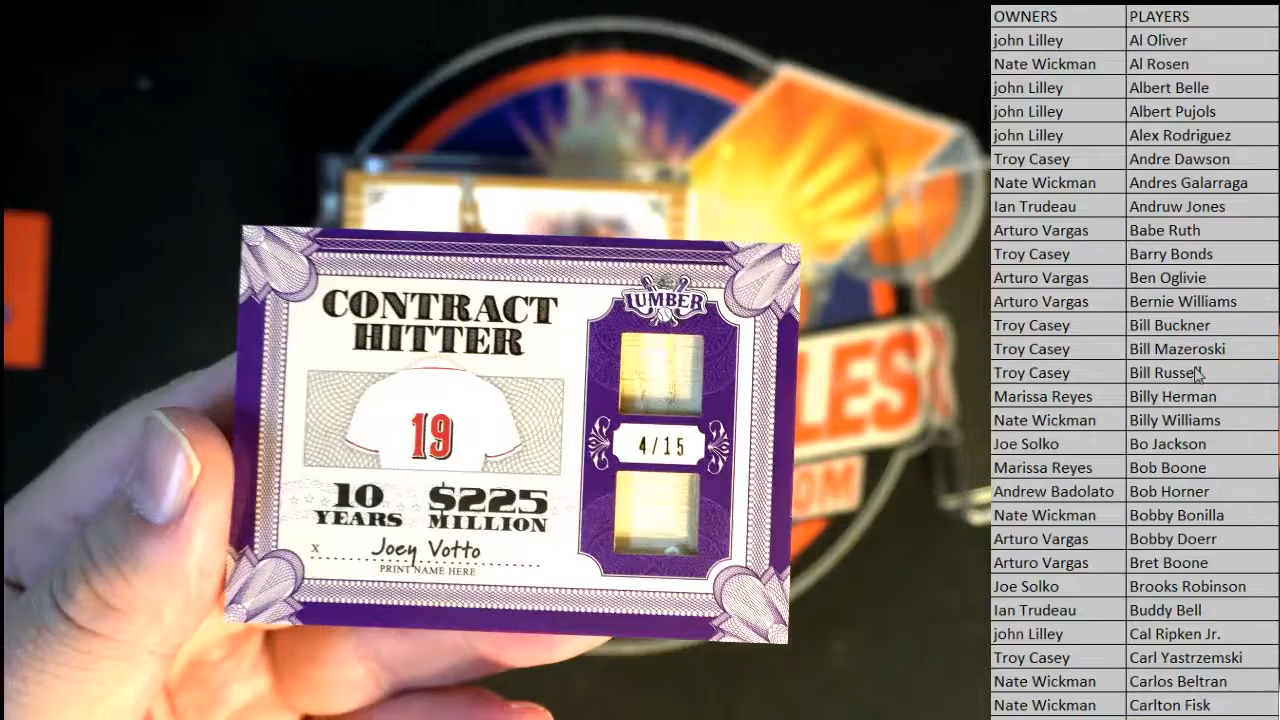 CONTRACT
HITTER
19
10
YEARS
$225
MILLION
X Joey Votto
PRINT NAME HERE
LUMBER
4/15
LES
OM
OWNERS PLAYERS
john Lilley Al Oliver
Nate Wickman Al Rosen
john Lilley Albert Belle
john Lilley Albert Pujols
john Lilley Alex Rodriguez
Troy Casey Andre Dawson
Nate Wickman Andres Galarraga
Ian Trudeau Andruw Jones
Arturo Vargas Babe Ruth
Troy Casey Barry Bonds
Arturo Vargas Ben Oglivie
Arturo Vargas Bernie Williams
Troy Casey Bill Buckner
Troy Casey Bill Mazeroski
Troy Casey Bill Russell
Marissa Reyes Billy Herman
Nate Wickman Billy Williams
Joe Solko Bo Jackson
Marissa Reyes Bob Boone
Andrew Badolato Bob Horner
Nate Wickman Bobby Bonilla
Arturo Vargas Bobby Doerr
Arturo Vargas Bret Boone
Joe Solko Brooks Robinson
Ian Trudeau Buddy Bell
john Lilley Cal Ripken Jr.
Troy Casey Carl Yastrzemski
Nate Wickman Carlos Beltran
Nate Wickman Carlton Fisk